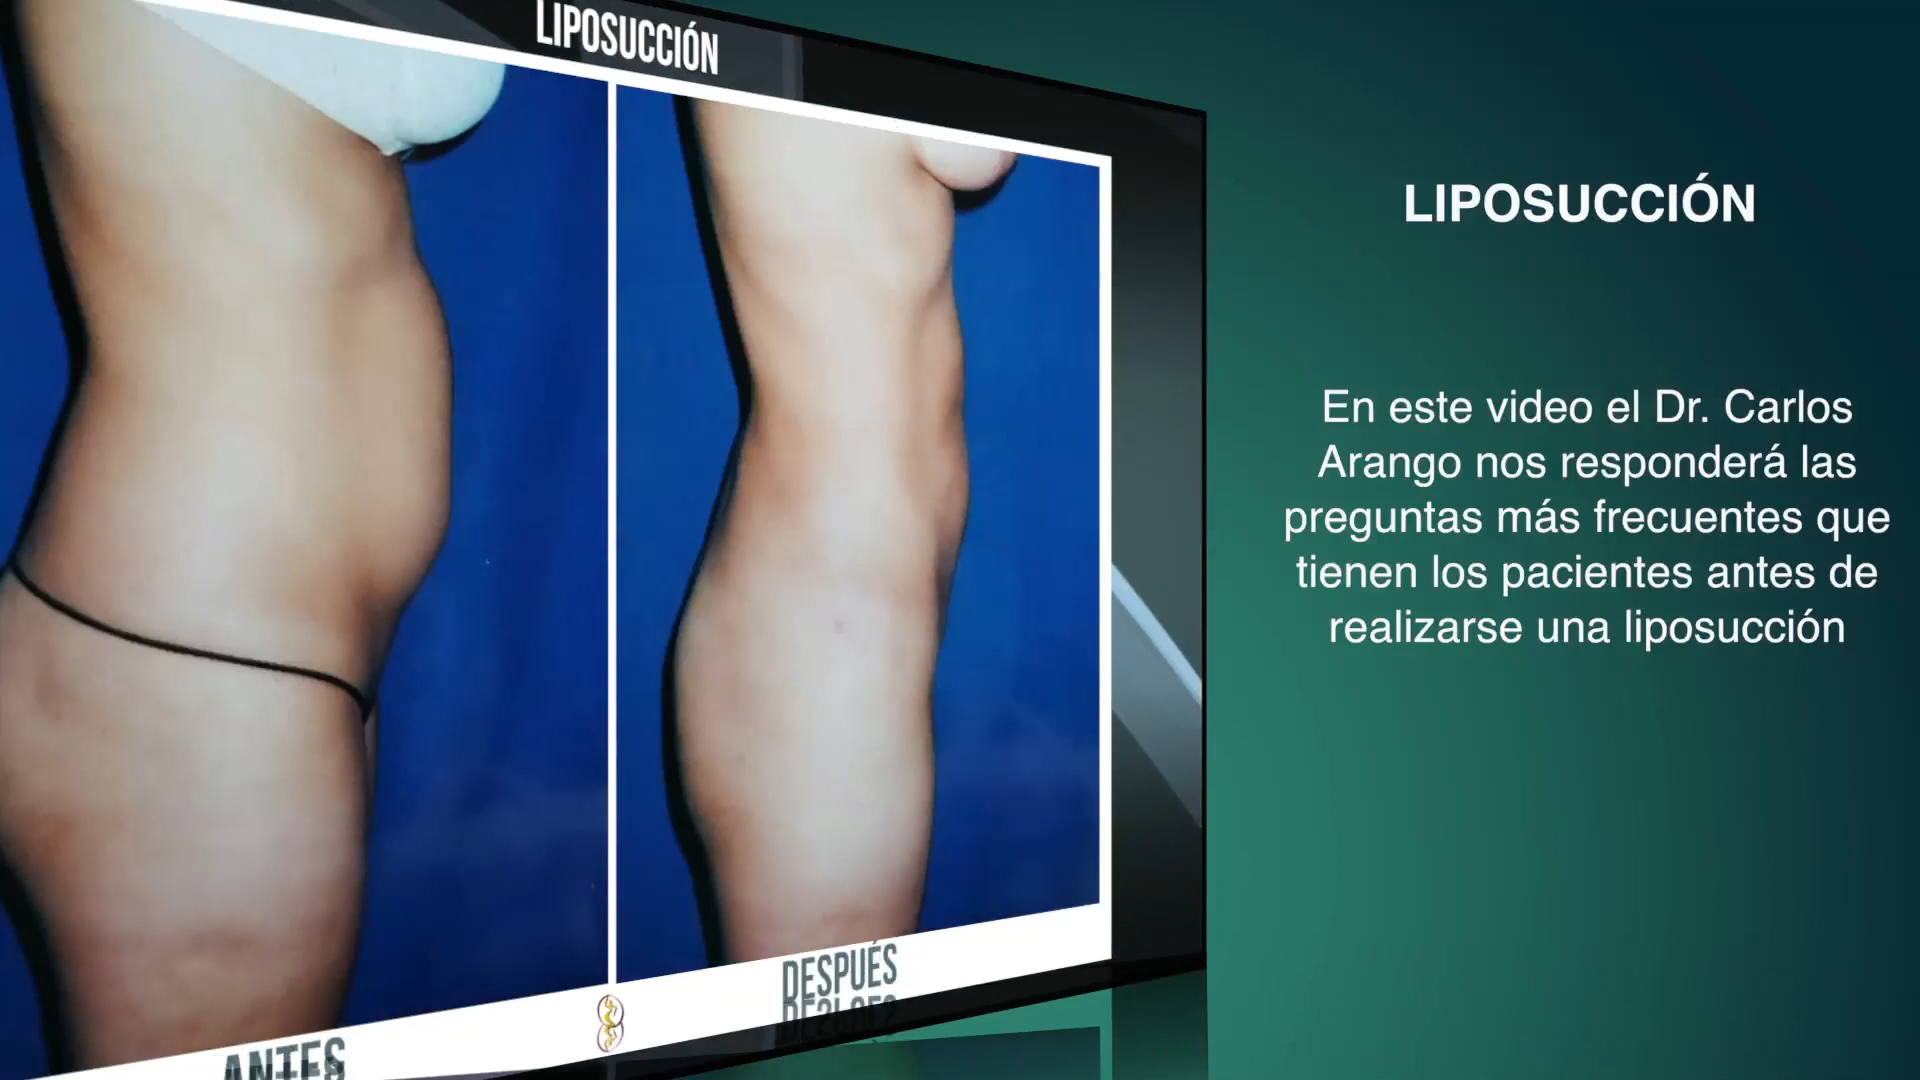 LIPOSUCCIÓN
LIPOSUCCIÓN
En este video el Dr. Carlos
Arango nos responderá las
preguntas más frecuentes que
tienen los pacientes antes de
realizarse una liposucción
DESPUÉS
ANTES